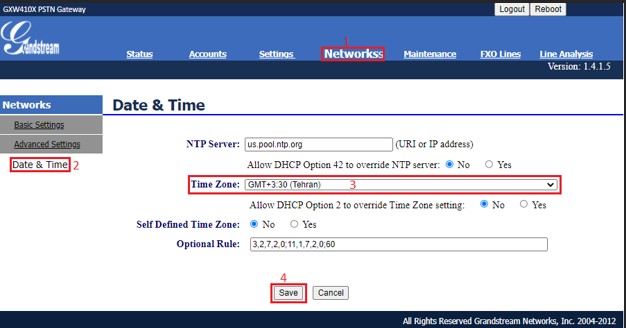 GXW410X PSTN Gateway
Logout Reboot
Grandstream
1
Status Accounts Settings Networkss Maintenance FXO Lines Line Analysis
Version: 1.4.1.5
Networks
Date & Time
Basic Settings
Advanced Settings
Date & Time 2
NTP Server: us.pool.ntp.org (URI or IP address)
Allow DHCP Option 42 to override NTP server: No Yes
Time Zone: GMT+3:30 (Tehran) 3
Allow DHCP Option 2 to override Time Zone setting: No Yes
Self Defined Time Zone: No Yes
Optional Rule: 3,2,7,2,0;11,1,7,2,0;60
4
Save Cancel
All Rights Reserved Grandstream Networks, Inc. 2004-2012